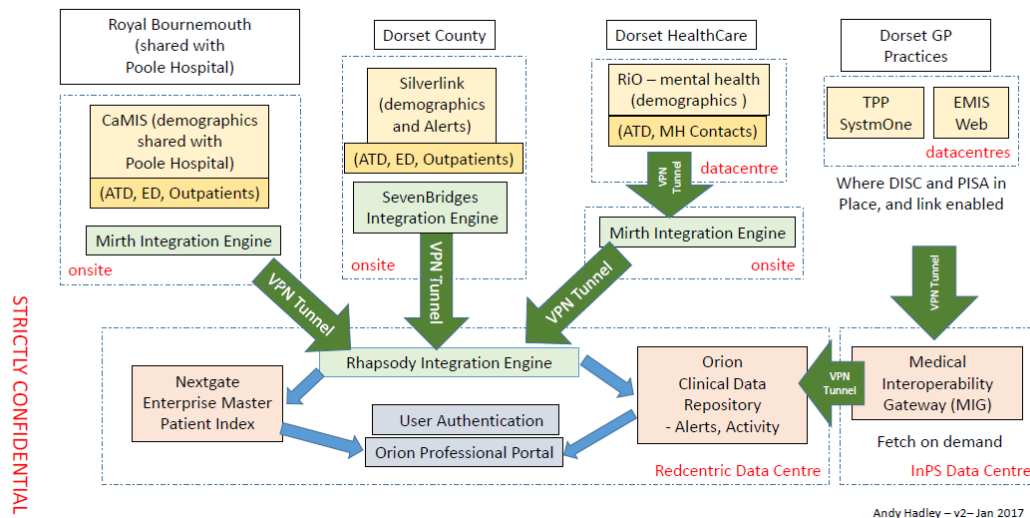 Royal Bournemouth
(shared with
Poole Hospital)
Dorset County
Dorset HealthCare
Dorset GP
Practices
CaMIS (demographics
shared with
Poole Hospital)
(ATD, ED, Outpatients)
Mirth Integration Engine
onsite
Silverlink
(demographics
and Alerts)
(ATD, ED, Outpatients)
SevenBridges
Integration Engine
onsite
RiO – mental health
(demographics )
(ATD, MH Contacts)
datacentre
VPN
Tunnel
Mirth Integration Engine
onsite
TPP
SystmOne
EMIS
Web
datacentres
Where DISC and PISA in
Place, and link enabled
VPN Tunnel
VPN Tunnel
VPN Tunnel
VPN
Tunnel
STRICTLY CONFIDENTIAL
Rhapsody Integration Engine
Nextgate
Enterprise Master
Patient Index
User Authentication
Orion Professional Portal
Orion
Clinical Data
Repository
- Alerts, Activity
Redcentric Data Centre
VPN
Tunnel
Medical
Interoperability
Gateway (MIG)
Fetch on demand
InPS Data Centre
Andy Hadley – v2– Jan 2017